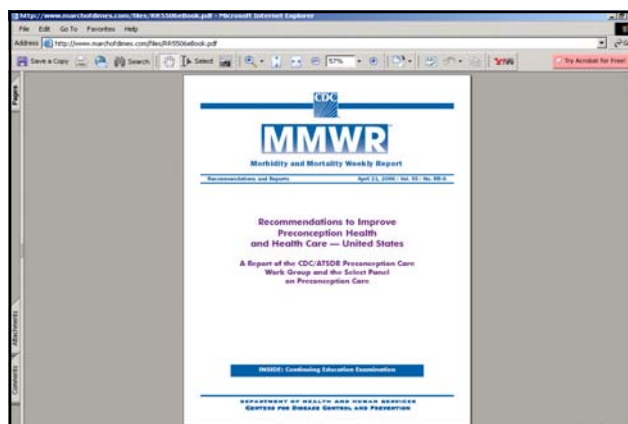 http://www.marchofdimes.com/files/RR5506eBook.pdf - Microsoft Internet Explorer
File Edit Go To Favorites Help
Address http://www.marchofdimes.com/files/RR5506eBook.pdf
Save a Copy Search Select 57% Try Acrobat for Free!
Pages
CDC
MMWR
Morbidity and Mortality Weekly Report
Recommendations and Reports April 21, 2006 / Vol. 55 / No. RR-6
Recommendations to Improve
Preconception Health
and Health Care — United States
A Report of the CDC/ATSDR Preconception Care
Work Group and the Select Panel
on Preconception Care
Attachments
Comments
INSIDE: Continuing Education Examination
DEPARTMENT OF HEALTH AND HUMAN SERVICES
CENTERS FOR DISEASE CONTROL AND PREVENTION